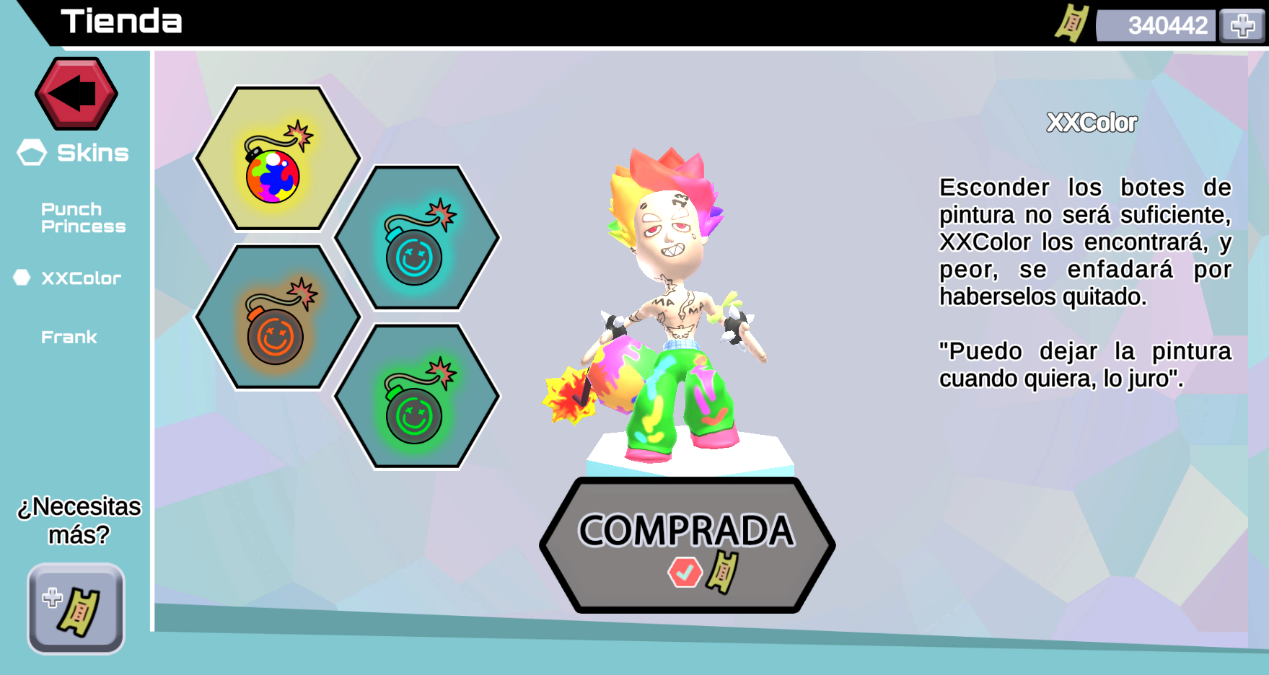 Tienda
340442
Skins
Punch
Princess
XXColor
Frank
¿Necesitas
más?
COMPRADA
XXColor
Esconder los botes de
pintura no será suficiente,
XXColor los encontrará, y
peor, se enfadará por
haberselos quitado.
"Puedo dejar la pintura
cuando quiera, lo juro".